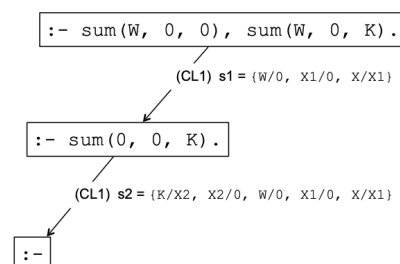 :- sum(W, 0, 0), sum(W, 0, K).
(CL1) s1 = {W/0, X1/0, X/X1}
:- sum(0, 0, K).
(CL1) s2 = {K/X2, X2/0, W/0, X1/0, X/X1}
:-